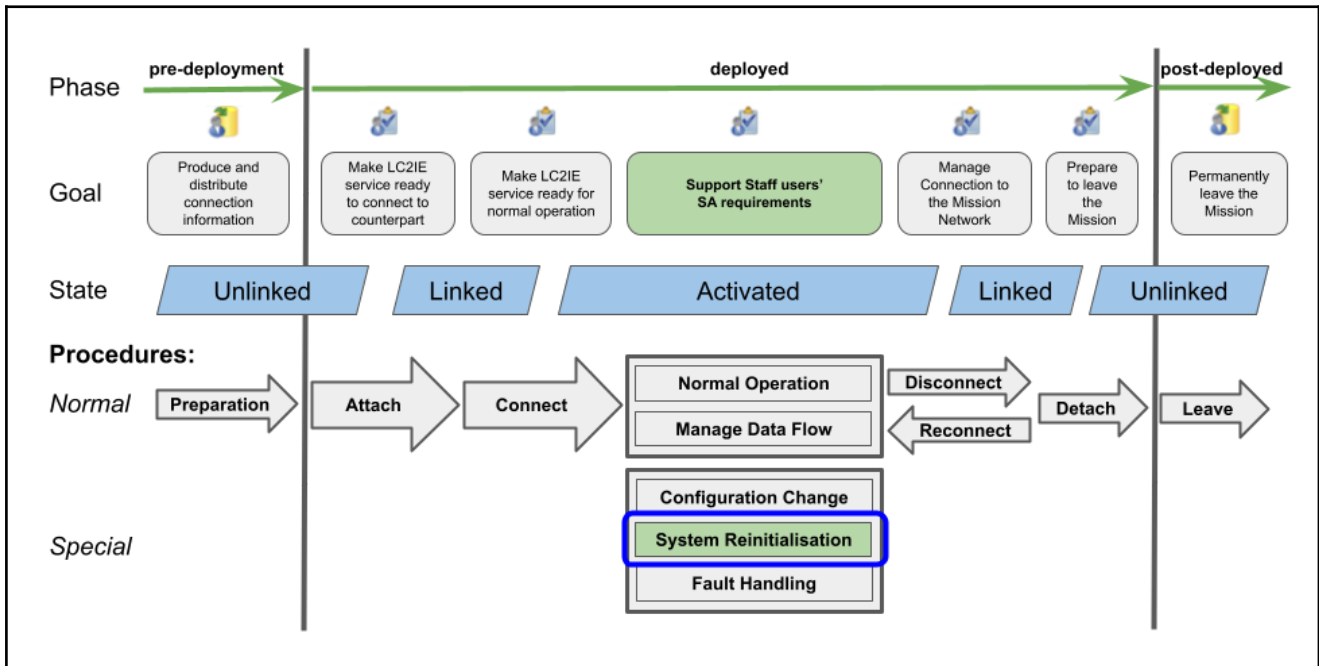 pre-deployment
deployed
post-deployed
Phase
Goal
Produce and
distribute
connection
information
Make LC2IE
service ready
to connect to
counterpart
Make LC2IE
service ready for
normal operation
Support Staff users’
SA requirements
Manage
Connection to
the Mission
Network
Prepare
to leave
the
Mission
Permanently
leave the
Mission
State
Unlinked
Linked
Activated
Linked
Unlinked
Procedures:
Normal
Preparation
Attach
Connect
Normal Operation
Manage Data Flow
Disconnect
Reconnect
Detach
Leave
Special
Configuration Change
System Reinitialisation
Fault Handling